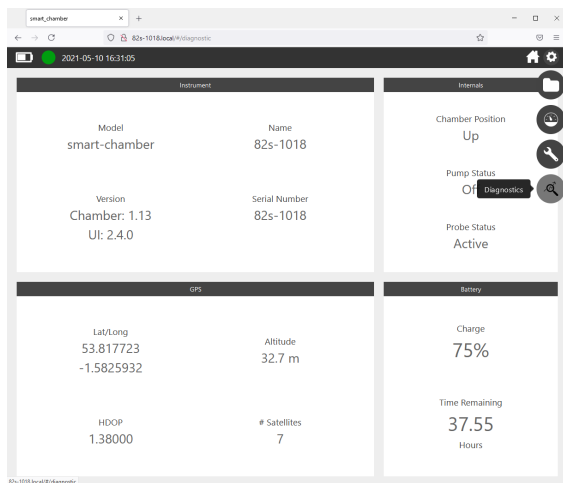 smart_chamber
82s-1018.local/#/diagnostic
2021-05-10 16:31:05
Instrument
Model
smart-chamber
Name
82s-1018
Version
Chamber: 1.13
UI: 2.4.0
Serial Number
82s-1018
Internals
Chamber Position
Up
Pump Status
Diagnostics
Probe Status
Active
GPS
Lat/Long
53.817723
-1.5825932
Altitude
32.7 m
HDOP
1.38000
# Satellites
7
Battery
Charge
75%
Time Remaining
37.55
Hours
82s-1018.local/#/diagnostic